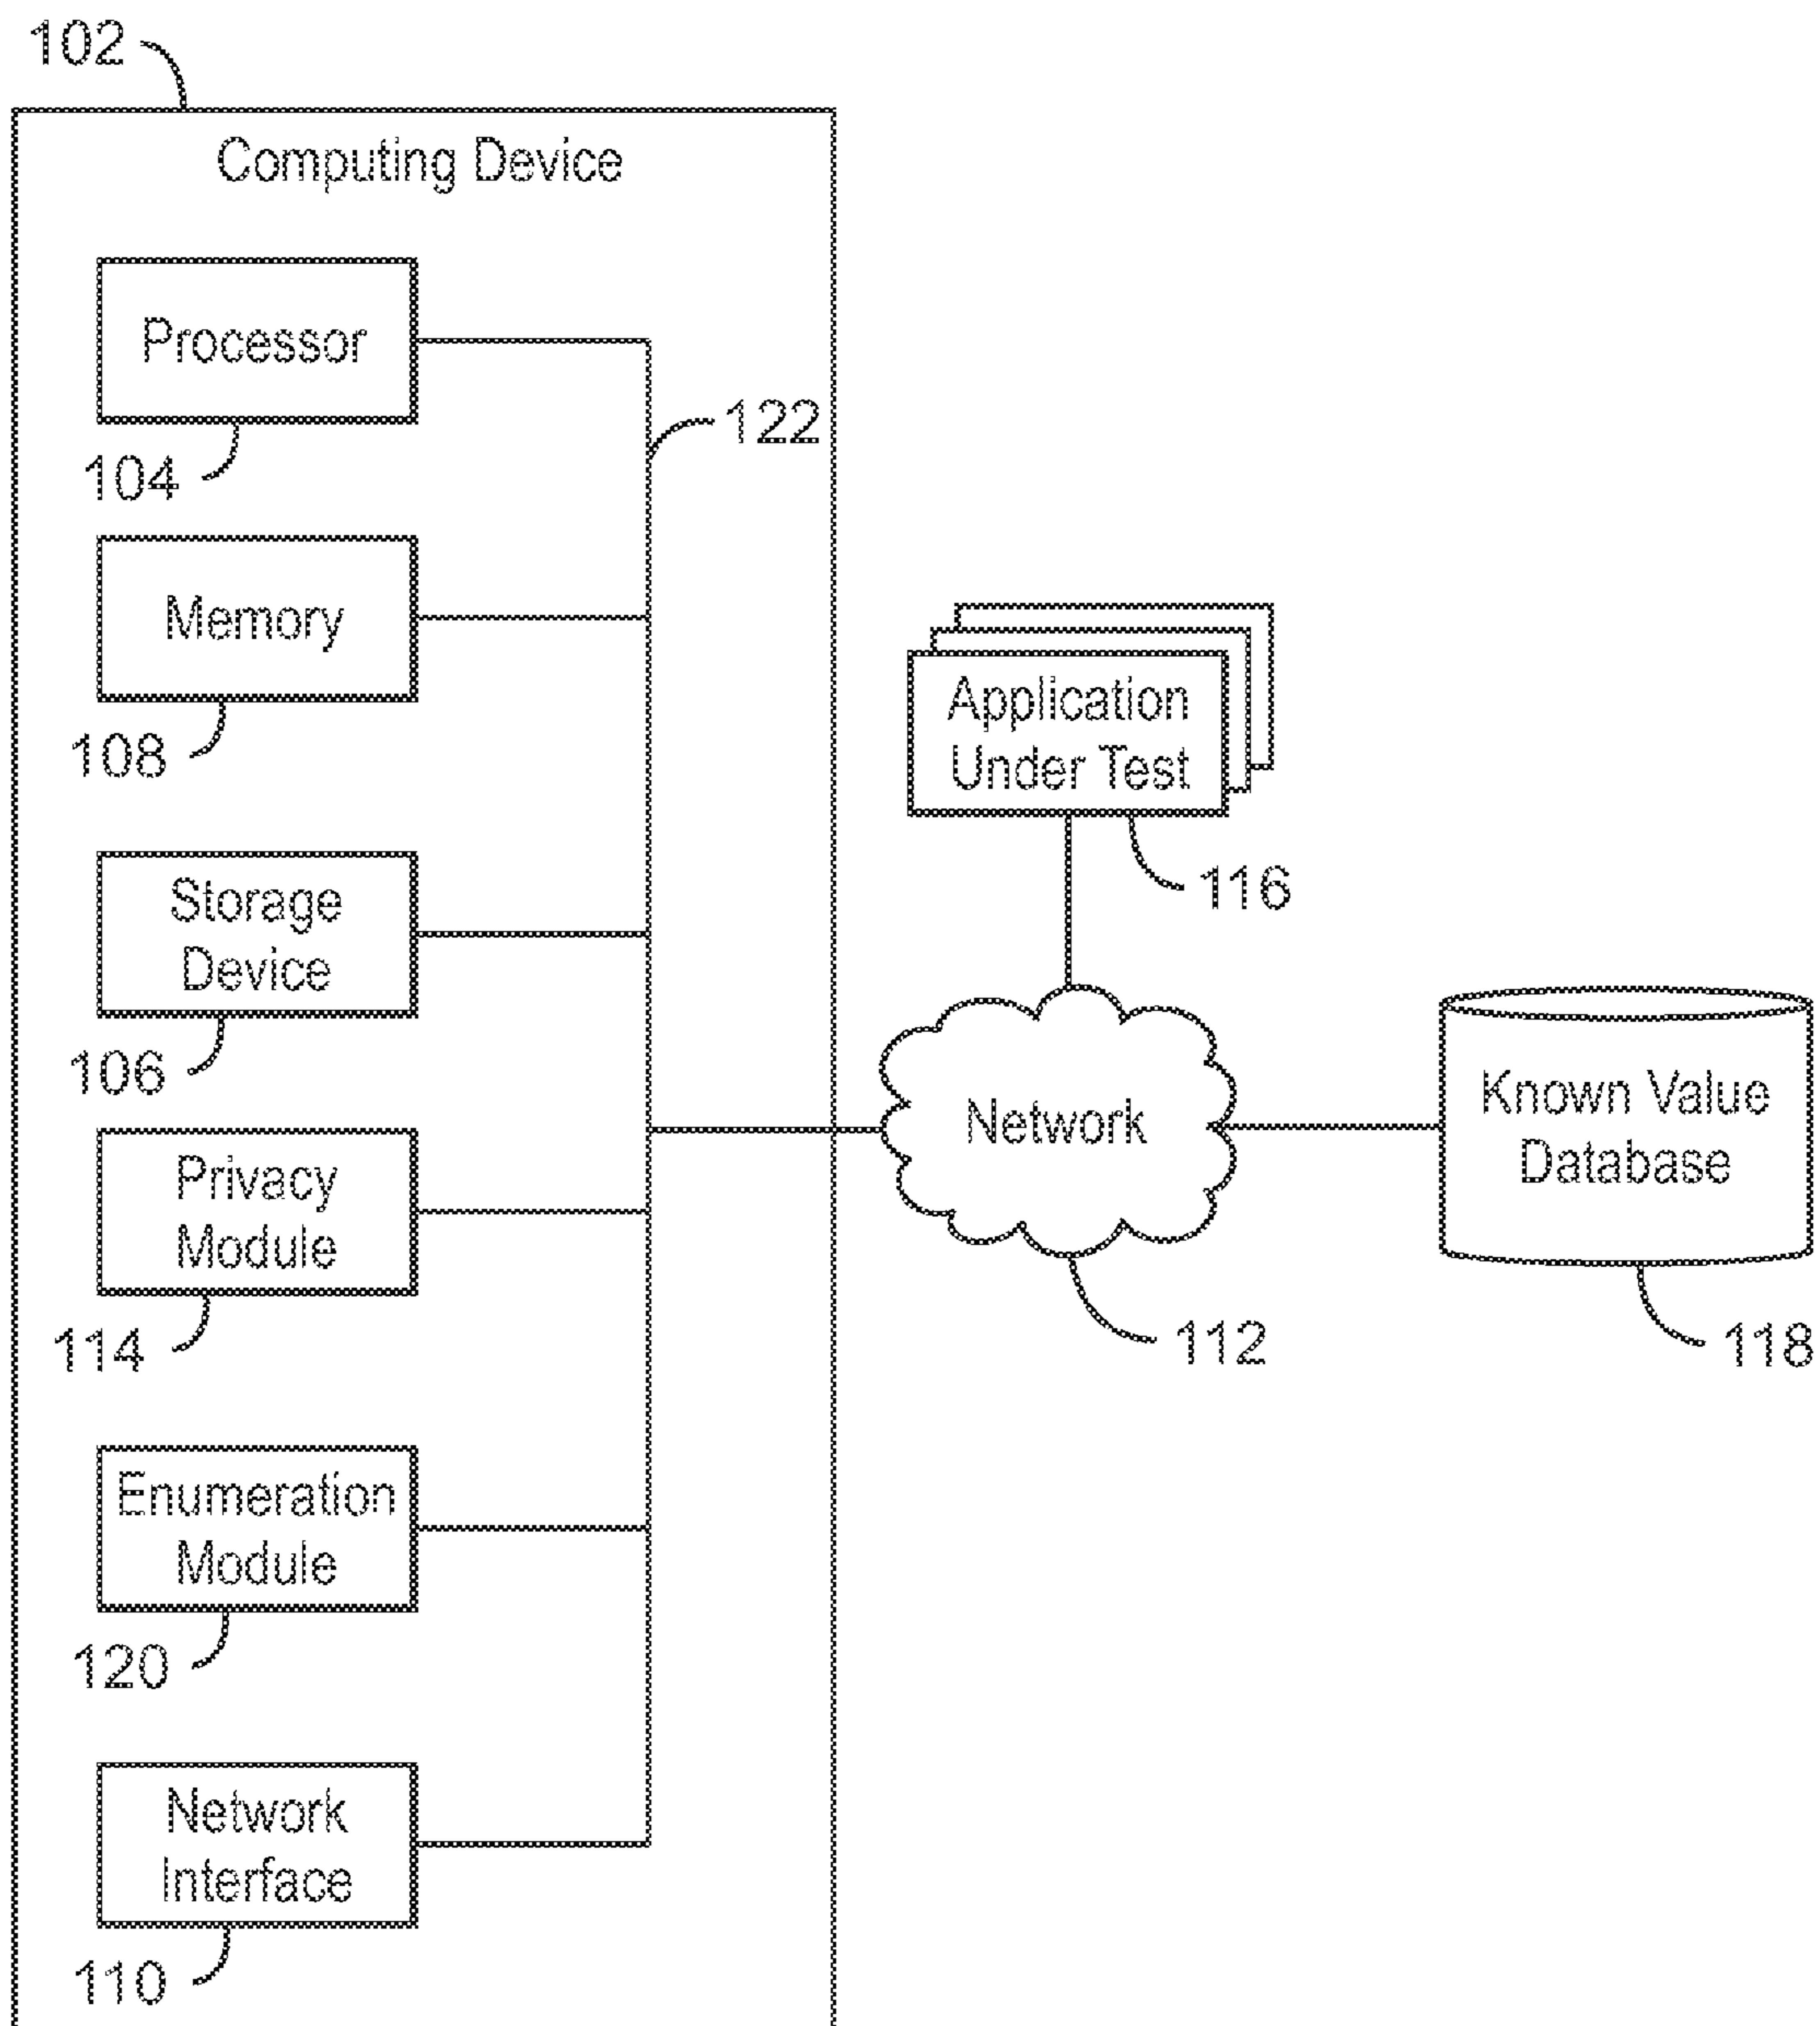 102
Computing Device
Processor
104
122
Memory
108
Application
Under Test
116
Storage
Device
106
Network
112
Known Value
Database
118
Privacy
Module
114
Enumeration
Module
120
Network
Interface
110